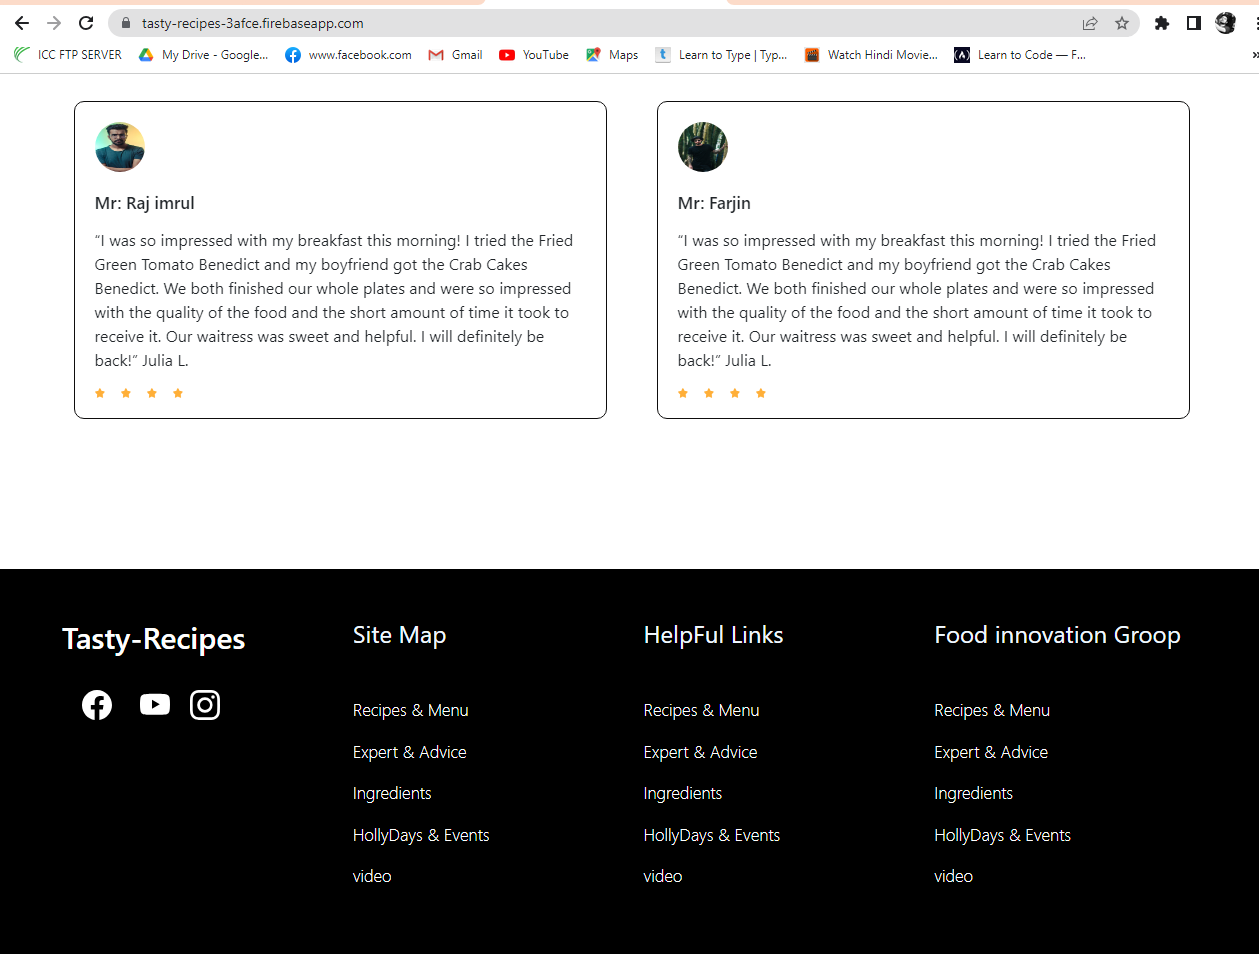 tasty-recipes-3afce.firebaseapp.com
ICC FTP SERVER
My Drive - Google...
www.facebook.com
Gmail
YouTube
Maps
Learn to Type | Typ...
Watch Hindi Movie...
Learn to Code — F...
Mr: Raj imrul
“I was so impressed with my breakfast this morning! I tried the Fried
Green Tomato Benedict and my boyfriend got the Crab Cakes
Benedict. We both finished our whole plates and were so impressed
with the quality of the food and the short amount of time it took to
receive it. Our waitress was sweet and helpful. I will definitely be
back!” Julia L.
Mr: Farjin
“I was so impressed with my breakfast this morning! I tried the Fried
Green Tomato Benedict and my boyfriend got the Crab Cakes
Benedict. We both finished our whole plates and were so impressed
with the quality of the food and the short amount of time it took to
receive it. Our waitress was sweet and helpful. I will definitely be
back!” Julia L.
Tasty-Recipes
Site Map
Recipes & Menu
Expert & Advice
Ingredients
HollyDays & Events
video
HelpFul Links
Recipes & Menu
Expert & Advice
Ingredients
HollyDays & Events
video
Food innovation Groop
Recipes & Menu
Expert & Advice
Ingredients
HollyDays & Events
video